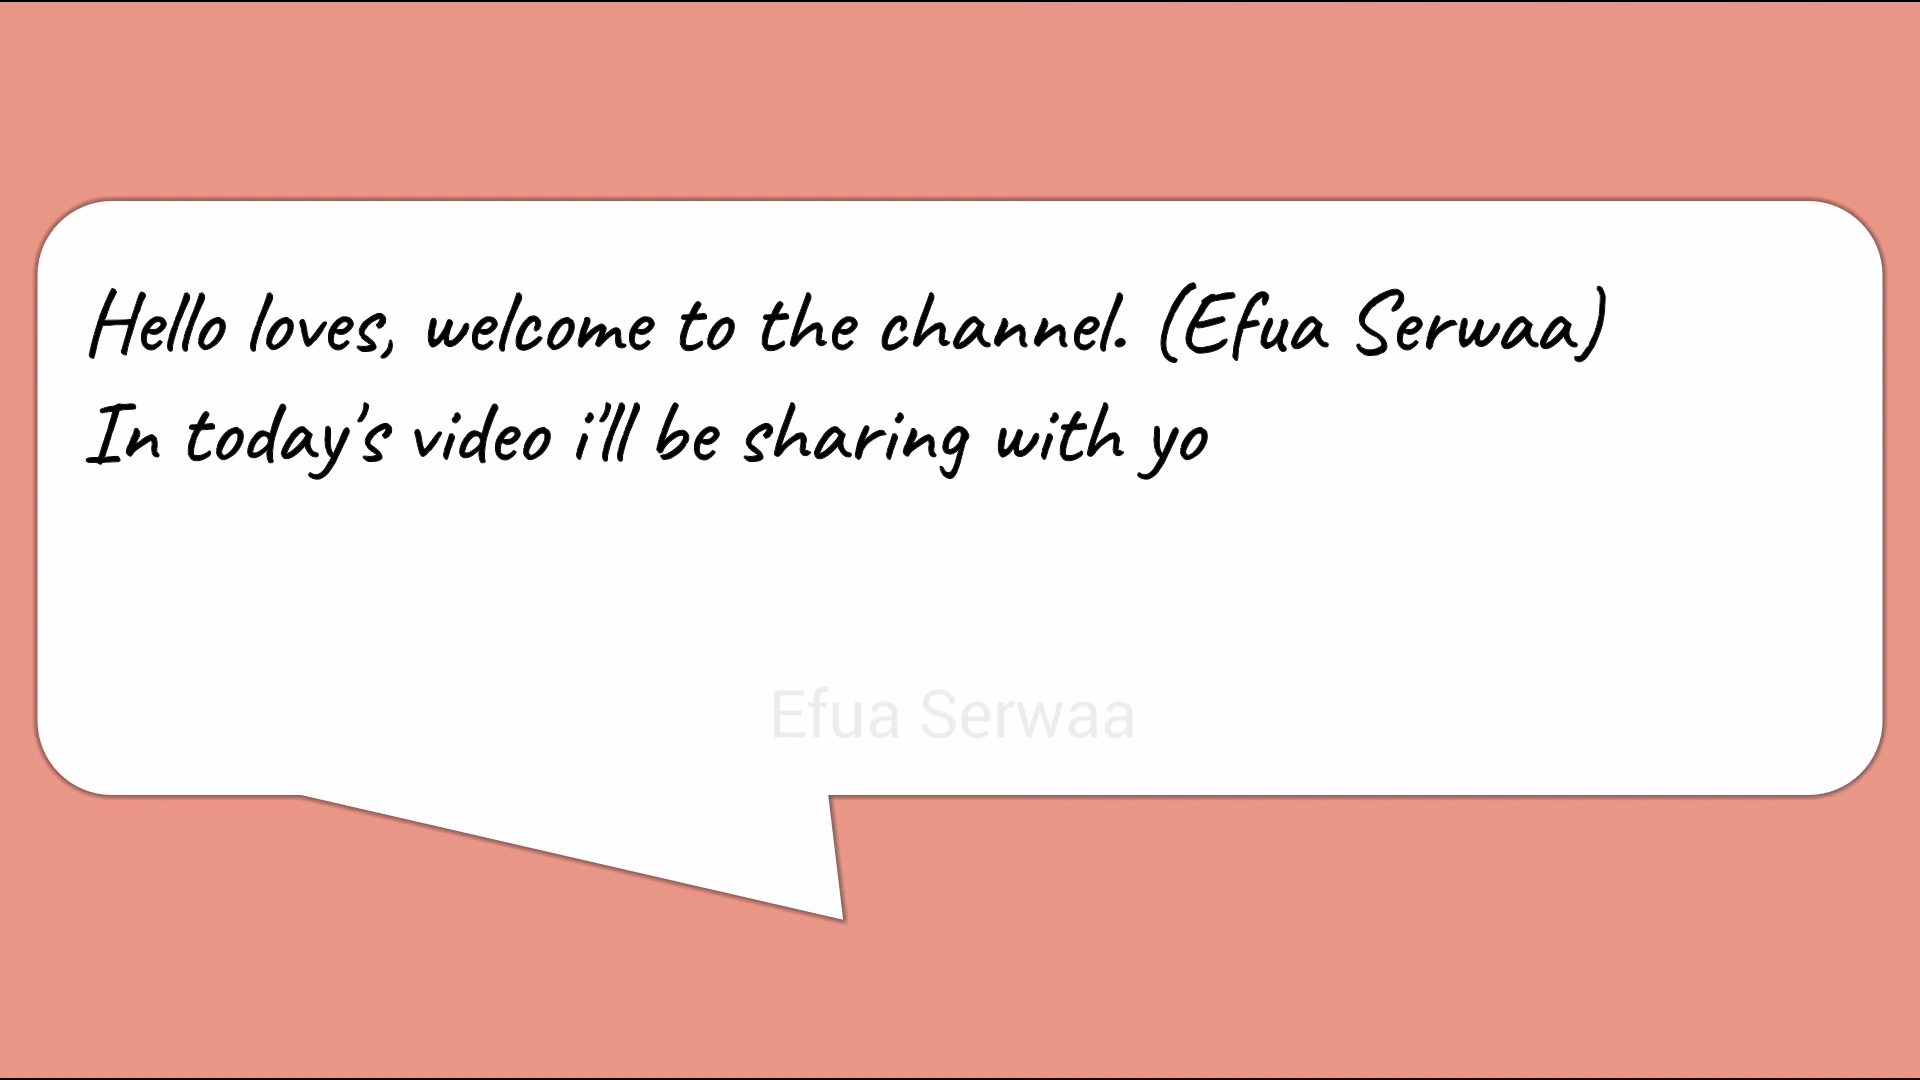 Hello loves, welcome to the channel. (Efua Serwaa)
In today's video i'll be sharing with yo
Efua Serwaa